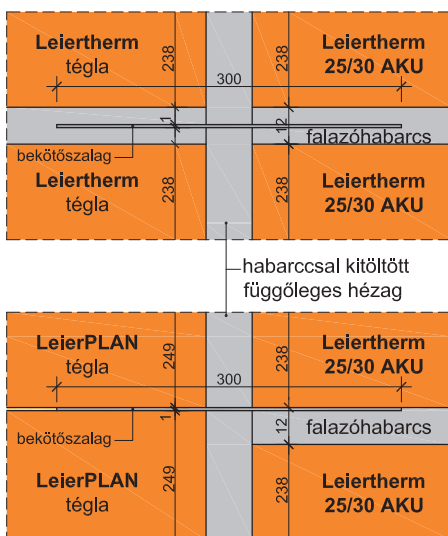 Leiertherm
tégla
238
238
Leiertherm
25/30 AKU
300
1
12
falazóhabarcs
bekötőszalag
Leiertherm
tégla
238
238
Leiertherm
25/30 AKU
habarccsal kitöltött
függőleges hézag
LeierPLAN
tégla
249
238
Leiertherm
25/30 AKU
300
1
12
falazóhabarcs
bekötőszalag
LeierPLAN
tégla
249
238
Leiertherm
25/30 AKU